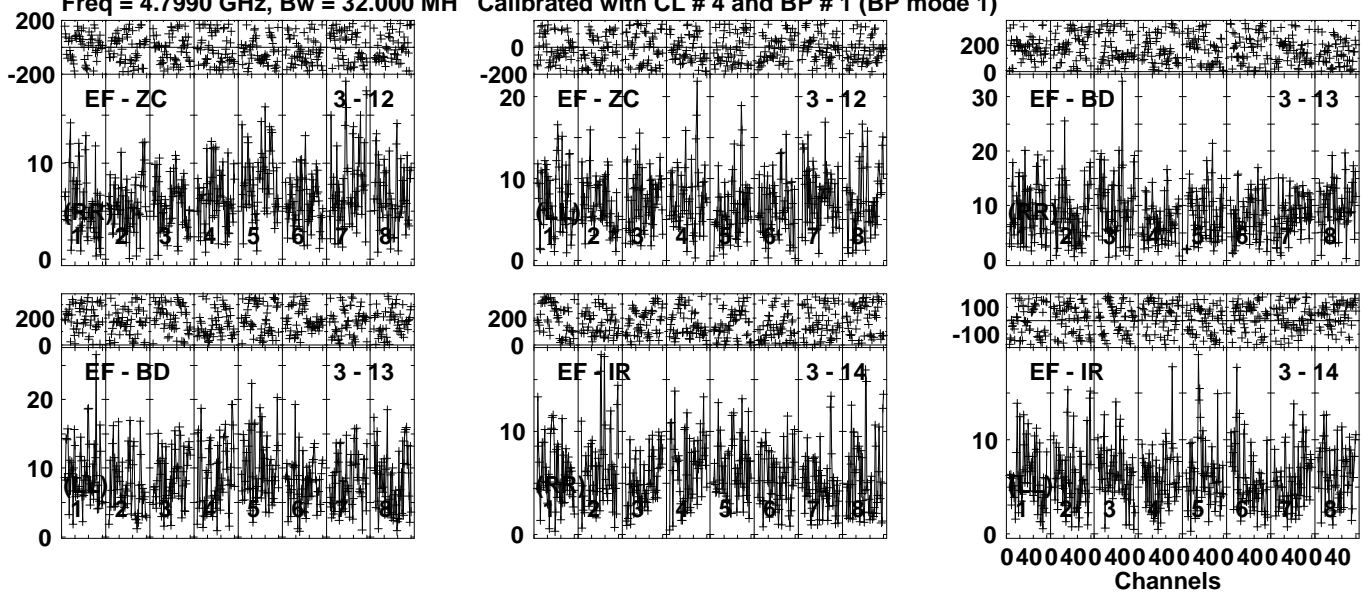 Freq = 4.7990 GHz, Bw = 32.000 MH Calibrated with CL # 4 and BP # 1 (BP mode 1)
200
-200
EF - ZC 3 - 12
10
0
(RR)
1 2 3 4 5 6 7 8
0
-200
20
EF - ZC 3 - 12
10
0
(LL)
1 2 3 4 5 6 7 8
200
0
30
EF - BD 3 - 13
20
10
0
(RR)
1 2 3 4 5 6 7 8
200
0
EF - BD 3 - 13
20
10
0
(LL)
1 2 3 4 5 6 7 8
200
0
EF - IR 3 - 14
10
0
(RR)
1 2 3 4 5 6 7 8
100
-100
EF - IR 3 - 14
10
0
(LL)
1 2 3 4 5 6 7 8
0 40 0 40 0 40 0 40 0 40 0 40 0 40 0 40
Channels